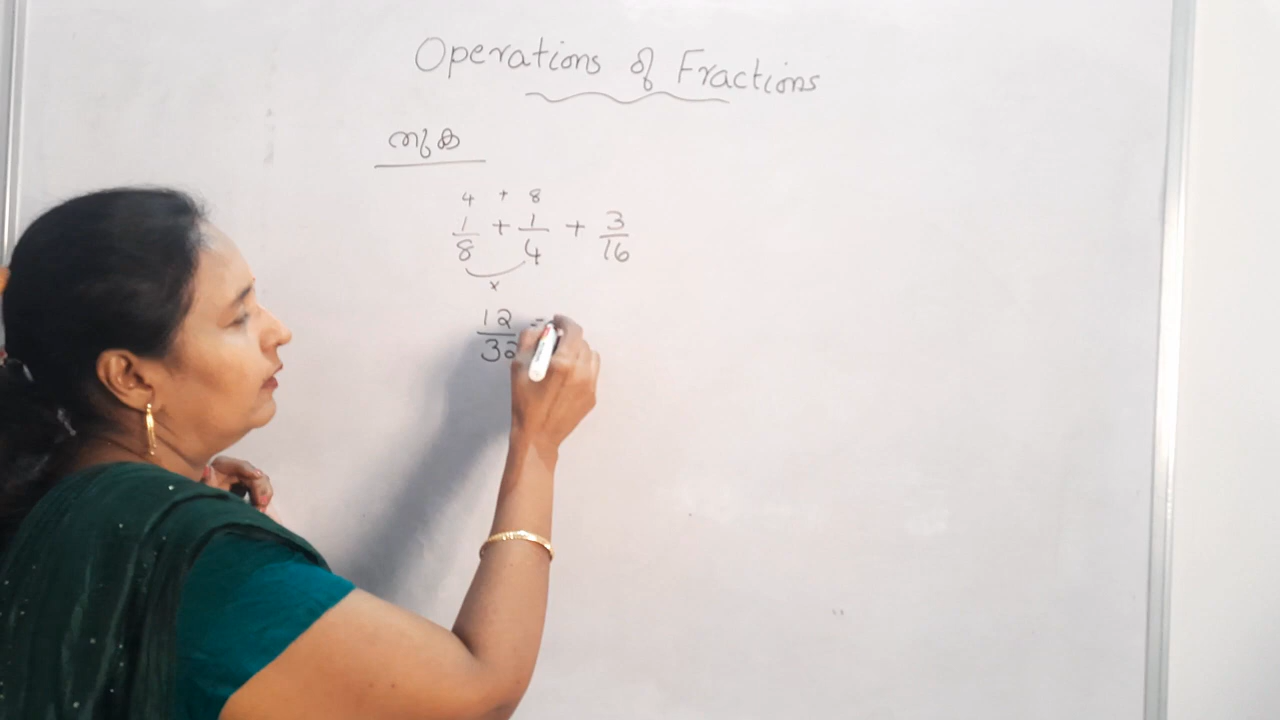 Operations of Fractions
തുക
4 + 8
1/8 + 1/4 + 3/16
x
12/32 =